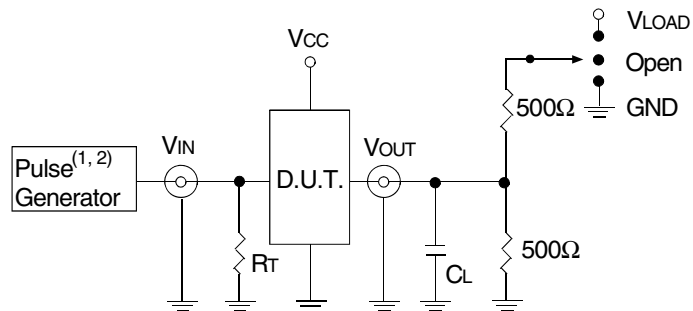 VLOAD
VCC
Open
500Ω
GND
VIN
VOUT
Pulse(1, 2)
Generator
D.U.T.
500Ω
RT
CL